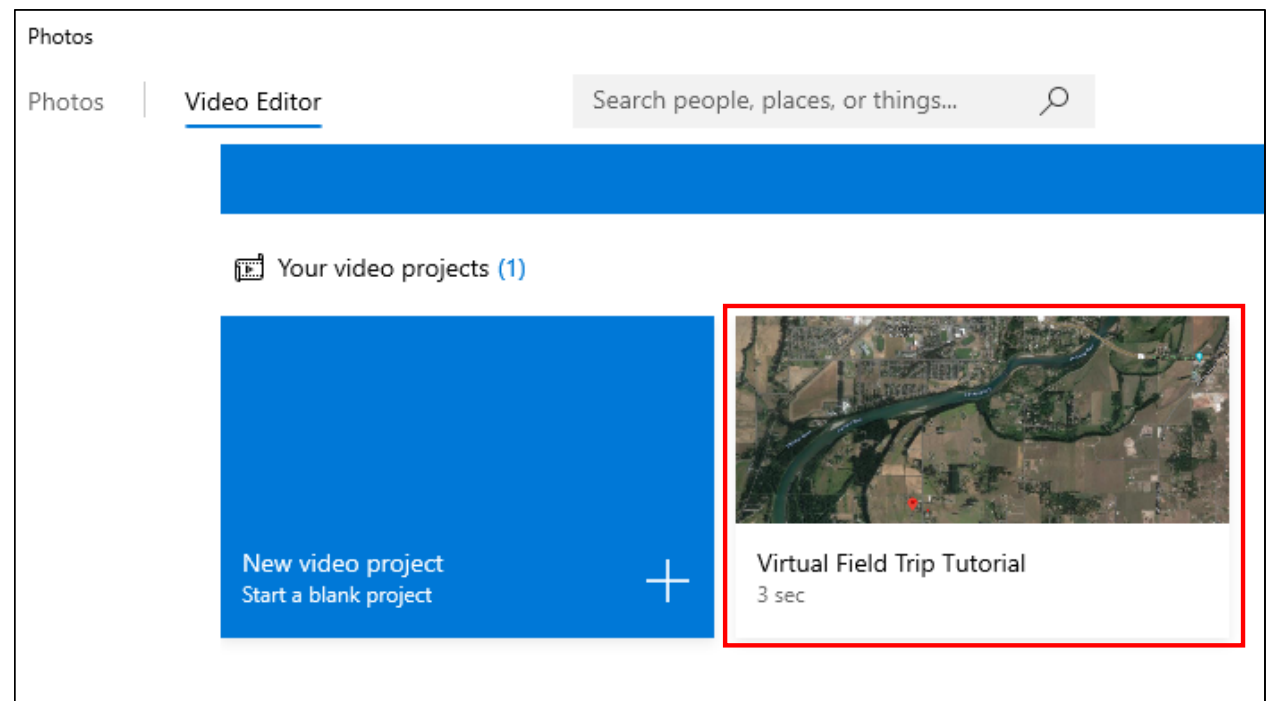 Photos
Photos
Video Editor
Search people, places, or things...
Your video projects (1)
New video project
Start a blank project
Virtual Field Trip Tutorial
3 sec